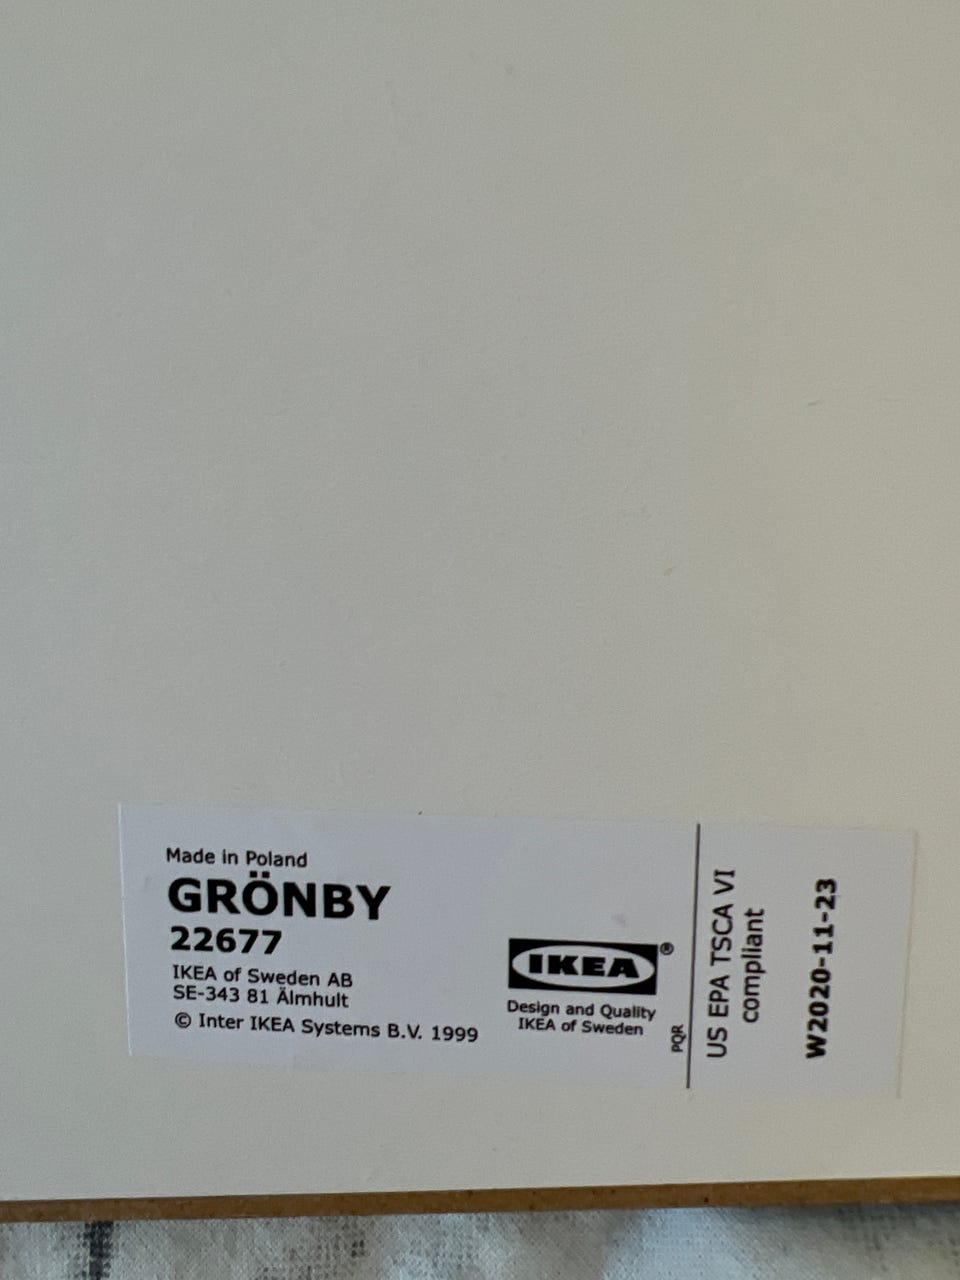 Made in Poland
GRÖNBY
22677
IKEA of Sweden AB
SE-343 81 Älmhult
© Inter IKEA Systems B.V. 1999
IKEA®
Design and Quality
IKEA of Sweden
PQR
US EPA TSCA VI
compliant
W2020-11-23